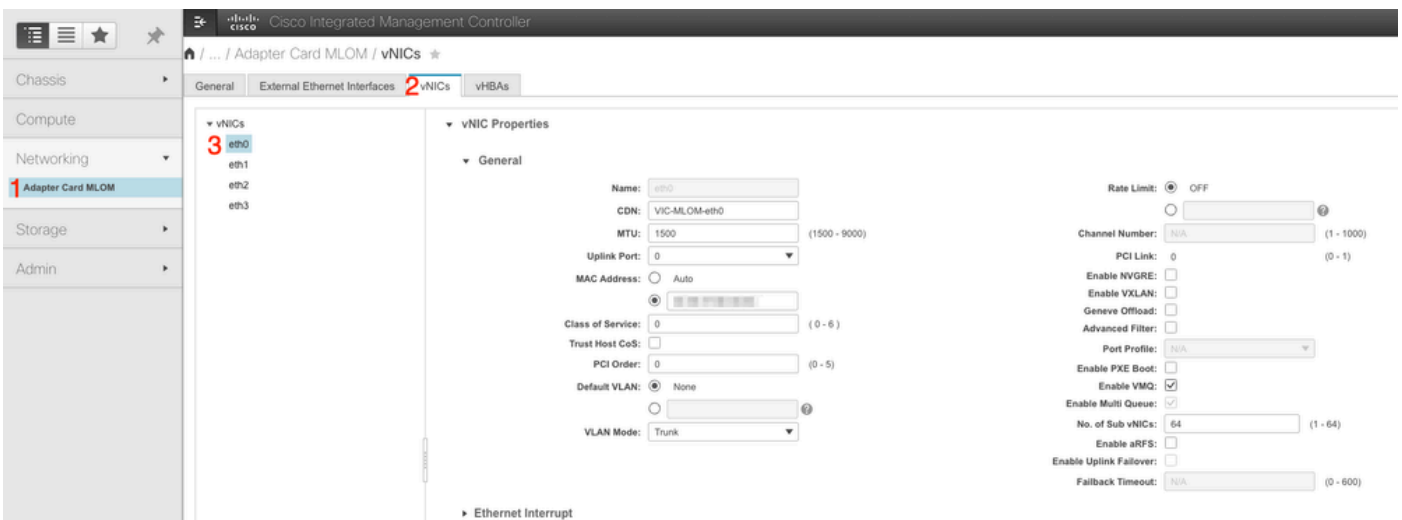 cisco Cisco Integrated Management Controller
/ ... / Adapter Card MLOM / vNICs
General External Ethernet Interfaces 2 vNICs vHBAs
Chassis
Compute
Networking
1 Adapter Card MLOM
Storage
Admin
vNICs
3 eth0
eth1
eth2
eth3
vNIC Properties
General
Name: eth0
CDN: VIC-MLOM-eth0
MTU: 1500 (1500 - 9000)
Uplink Port: 0
MAC Address: Auto
Class of Service: 0 (0 - 6)
Trust Host CoS:
PCI Order: 0 (0 - 5)
Default VLAN: None
?
VLAN Mode: Trunk
Rate Limit: OFF
?
Channel Number: N/A (1 - 1000)
PCI Link: 0 (0 - 1)
Enable NVGRE:
Enable VXLAN:
Geneve Offload:
Advanced Filter:
Port Profile: N/A
Enable PXE Boot:
Enable VMQ:
Enable Multi Queue:
No. of Sub vNICs: 64 (1 - 64)
Enable aRFS:
Enable Uplink Failover:
Failback Timeout: N/A (0 - 600)
Ethernet Interrupt